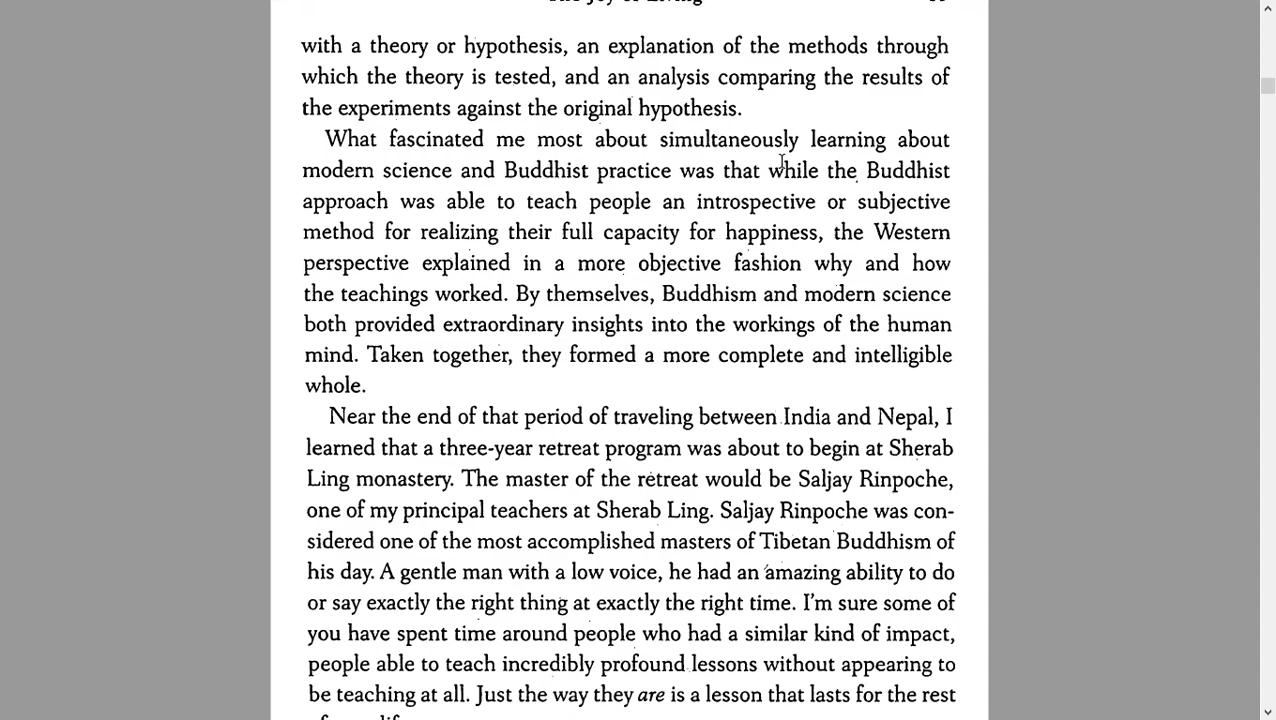 with a theory or hypothesis, an explanation of the methods through
which the theory is tested, and an analysis comparing the results of
the experiments against the original hypothesis.
What fascinated me most about simultaneously learning about
modern science and Buddhist practice was that while the Buddhist
approach was able to teach people an introspective or subjective
method for realizing their full capacity for happiness, the Western
perspective explained in a more objective fashion why and how
the teachings worked. By themselves, Buddhism and modern science
both provided extraordinary insights into the workings of the human
mind. Taken together, they formed a more complete and intelligible
whole.
Near the end of that period of traveling between India and Nepal, I
learned that a three-year retreat program was about to begin at Sherab
Ling monastery. The master of the retreat would be Saljay Rinpoche,
one of my principal teachers at Sherab Ling. Saljay Rinpoche was con-
sidered one of the most accomplished masters of Tibetan Buddhism of
his day. A gentle man with a low voice, he had an amazing ability to do
or say exactly the right thing at exactly the right time. I'm sure some of
you have spent time around people who had a similar kind of impact,
people able to teach incredibly profound lessons without appearing to
be teaching at all. Just the way they are is a lesson that lasts for the rest